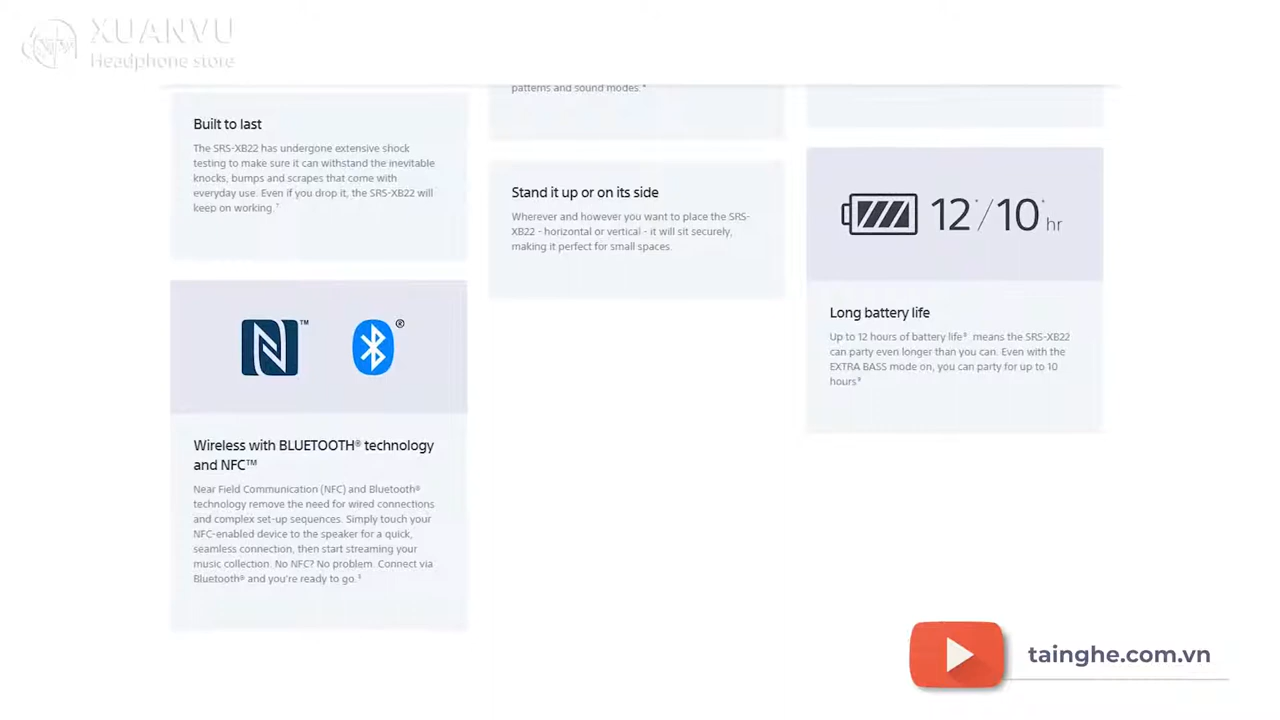 XUANVU
Headphone store
patterns and sound modes.⁴
Built to last
The SRS-XB22 has undergone extensive shock
testing to make sure it can withstand the inevitable
knocks, bumps and scrapes that come with
everyday use. Even if you drop it, the SRS-XB22 will
keep on working.⁷
Stand it up or on its side
Wherever and however you want to place the SRS-
XB22 - horizontal or vertical - it will sit securely,
making it perfect for small spaces.
12*/10*hr
Long battery life
Up to 12 hours of battery life⁸ means the SRS-XB22
can party even longer than you can. Even with the
EXTRA BASS mode on, you can party for up to 10
hours⁹
N™ ®
Wireless with BLUETOOTH® technology
and NFC™
Near Field Communication (NFC) and Bluetooth®
technology remove the need for wired connections
and complex set-up sequences. Simply touch your
NFC-enabled device to the speaker for a quick,
seamless connection, then start streaming your
music collection. No NFC? No problem. Connect via
Bluetooth® and you're ready to go.³
tainghe.com.vn